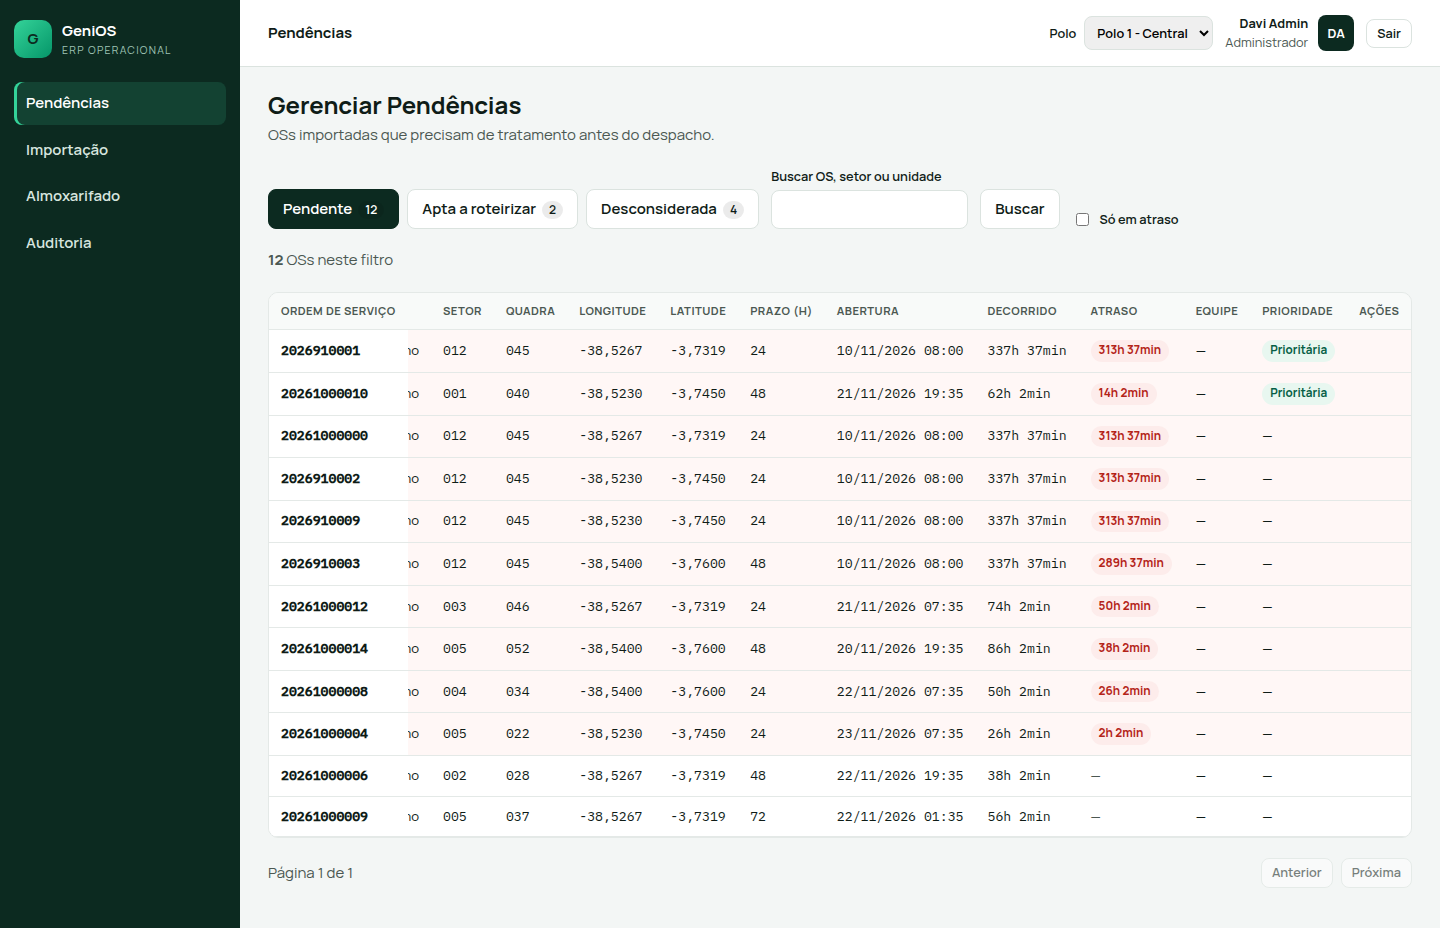 G
GeniOS
ERP OPERACIONAL
Pendências
Importação
Almoxarifado
Auditoria
Pendências
Polo
Polo 1 - Central
Davi Admin
Administrador
DA
Sair
Gerenciar Pendências
OSs importadas que precisam de tratamento antes do despacho.
Pendente 12
Apta a roteirizar 2
Desconsiderada 4
Buscar OS, setor ou unidade
Buscar
Só em atraso
12 OSs neste filtro
ORDEM DE SERVIÇO SETOR QUADRA LONGITUDE LATITUDE PRAZO (H) ABERTURA DECORRIDO ATRASO EQUIPE PRIORIDADE AÇÕES
2026910001 no 012 045 -38,5267 -3,7319 24 10/11/2026 08:00 337h 37min 313h 37min — Prioritária
20261000010 no 001 040 -38,5230 -3,7450 48 21/11/2026 19:35 62h 2min 14h 2min — Prioritária
20261000000 no 012 045 -38,5267 -3,7319 24 10/11/2026 08:00 337h 37min 313h 37min — —
2026910002 no 012 045 -38,5267 -3,7319 24 10/11/2026 08:00 337h 37min 313h 37min — —
2026910009 no 012 045 -38,5230 -3,7450 24 10/11/2026 08:00 337h 37min 313h 37min — —
2026910003 no 012 045 -38,5400 -3,7600 48 10/11/2026 08:00 337h 37min 289h 37min — —
20261000012 no 003 046 -38,5267 -3,7319 24 21/11/2026 07:35 74h 2min 50h 2min — —
20261000014 no 005 052 -38,5400 -3,7600 48 20/11/2026 19:35 86h 2min 38h 2min — —
20261000008 no 004 034 -38,5400 -3,7600 24 22/11/2026 07:35 50h 2min 26h 2min — —
20261000004 no 005 022 -38,5230 -3,7450 24 23/11/2026 07:35 26h 2min 2h 2min — —
20261000006 no 002 028 -38,5267 -3,7319 48 22/11/2026 19:35 38h 2min — — —
20261000009 no 005 037 -38,5267 -3,7319 72 22/11/2026 01:35 56h 2min — — —
Página 1 de 1
Anterior
Próxima